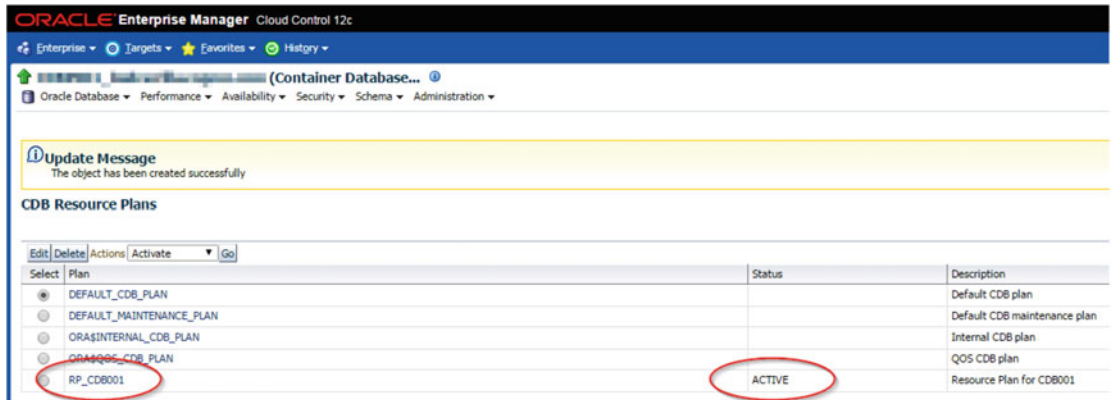 ORACLE Enterprise Manager Cloud Control 12c
Enterprise Targets Favorites History
(Container Database...
Oracle Database Performance Availability Security Schema Administration
Update Message
The object has been created successfully
CDB Resource Plans
Edit Delete Actions Activate Go
Select Plan Status Description
DEFAULT_CDB_PLAN Default CDB plan
DEFAULT_MAINTENANCE_PLAN Default CDB maintenance plan
ORA$INTERNAL_CDB_PLAN Internal CDB plan
ORA$QOS_CDB_PLAN QOS CDB plan
RP_CDB001 ACTIVE Resource Plan for CDB001